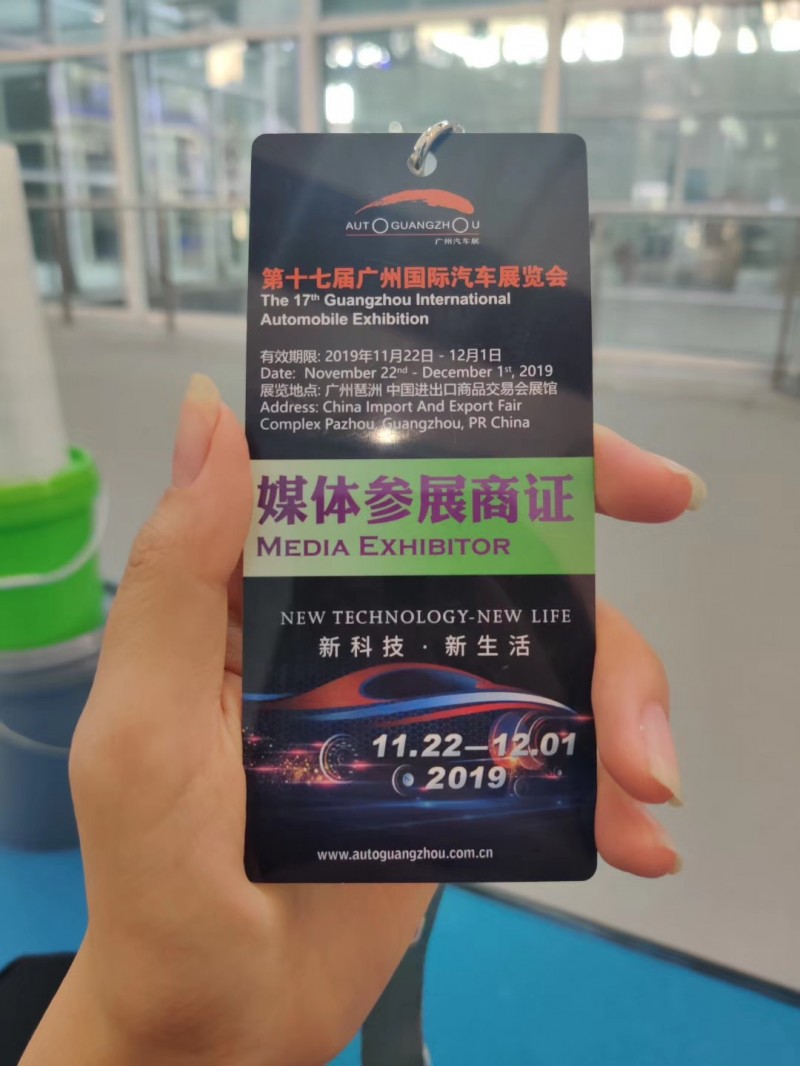 AUTOGUANGZHOU
广州汽车展
第十七届广州国际汽车展览会
The 17th Guangzhou International
Automobile Exhibition
有效期限: 2019年11月22日 - 12月1日
Date: November 22nd - December 1st, 2019
展览地点: 广州琶洲 中国进出口商品交易会展馆
Address: China Import And Export Fair
Complex Pazhou, Guangzhou, PR China
媒体参展商证
MEDIA EXHIBITOR
NEW TECHNOLOGY-NEW LIFE
新科技 · 新生活
11.22—12.01
2019
www.autoguangzhou.com.cn